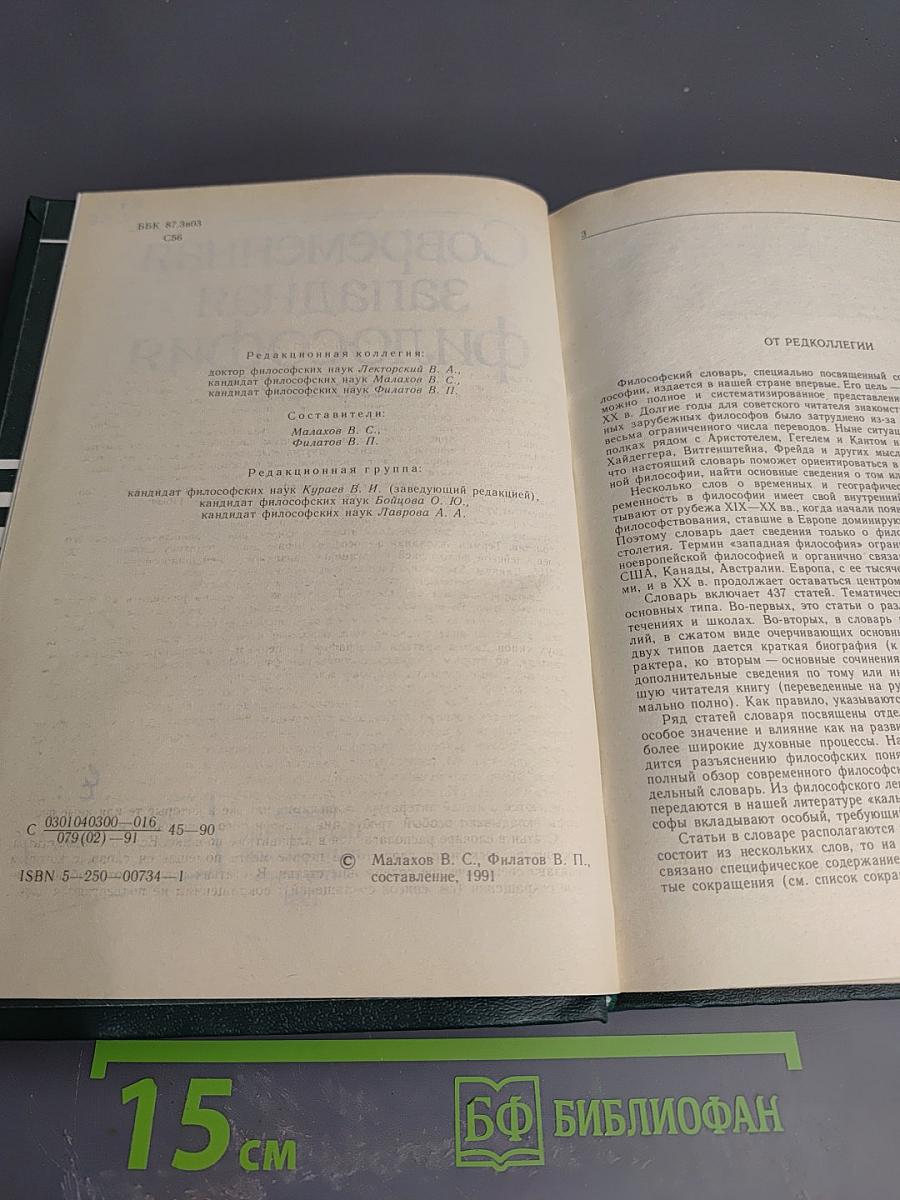 ББК 87.3в03
С56
Редакционная коллегия:
доктор философских наук Лекторский В. А.,
кандидат философских наук Малахов В. С.,
кандидат философских наук Филатов В. П.
Составители:
Малахов В. С.,
Филатов В. П.
Редакционная группа:
кандидат философских наук Кураев В. И. (заведующий редакцией),
кандидат философских наук Бойцова О. Ю.,
кандидат философских наук Лаврова А. А.
С 0301040300—016
079(02)—91 45—90
ISBN 5—250—00734—1
© Малахов В. С., Филатов В. П.,
составление, 1991
3
ОТ РЕДКОЛЛЕГИИ
Философский словарь, специально посвященный со
лософии, издается в нашей стране впервые. Его цель —
можно полное и систематизированное представлени
XX в. Долгие годы для советского читателя знакомст
ных зарубежных философов было затруднено из-за
весьма ограниченного числа переводов. Ныне ситуац
полках рядом с Аристотелем, Гегелем и Кантом н
Хайдеггера, Витгенштейна, Фрейда и других мысл
что настоящий словарь поможет ориентироваться в
ной философии, найти основные сведения о том ил
Несколько слов о временных и географичес
ременность в философии имеет свой внутренний
тывают от рубежа XIX—XX вв., когда начали появ
философствования, ставшие в Европе доминирую
Поэтому словарь дает сведения только о фило
столетия. Термин «западная философия» ограни
ноевропейской философией и органично связа
США, Канады, Австралии. Европа, с ее тысяче
ми, и в XX в. продолжает оставаться центром
Словарь включает 437 статей. Тематичес
основных типа. Во-первых, это статьи о раз
течениях и школах. Во-вторых, в словарь
лий, в сжатом виде очерчивающих основны
двух типов дается краткая биография (к
рактера, ко вторым — основные сочинения
дополнительные сведения по тому или ин
шую читателя книгу (переведенные на ру
мально полно). Как правило, указываютс
Ряд статей словаря посвящены отдел
особое значение и влияние как на разви
более широкие духовные процессы. На
дится разъяснению философских поня
полный обзор современного философск
дельный словарь. Из философского ле
передаются в нашей литературе «каль
софы вкладывают особый, требующий
Статьи в словаре располагаются
состоит из нескольких слов, то на
связано специфическое содержание
тые сокращения (см. список сокра
15 см
БФ БИБЛИОФАН